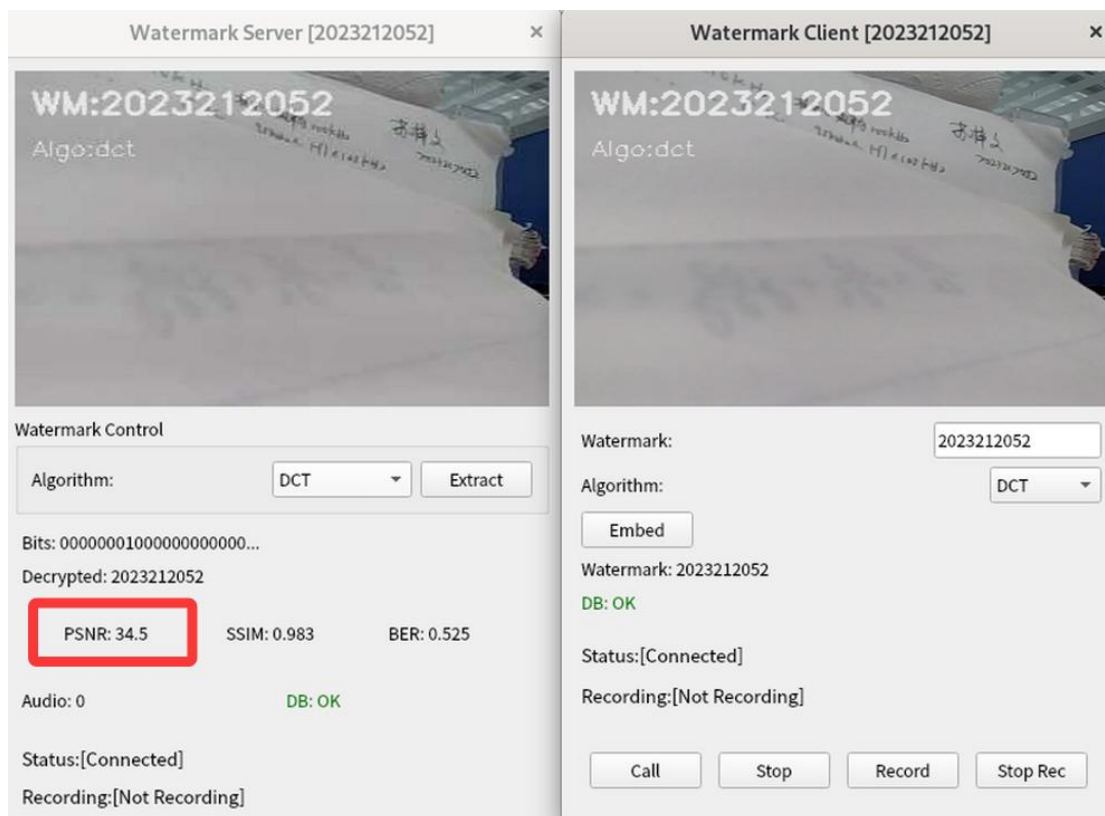 Watermark Server [2023212052]
×
WM:2023212052
Algo:dct
Watermark Control
Algorithm:
DCT
Extract
Bits: 00000001000000000000...
Decrypted: 2023212052
PSNR: 34.5
SSIM: 0.983
BER: 0.525
Audio: 0
DB: OK
Status:[Connected]
Recording:[Not Recording]
Watermark Client [2023212052]
×
WM:2023212052
Algo:dct
Watermark:
2023212052
Algorithm:
DCT
Embed
Watermark: 2023212052
DB: OK
Status:[Connected]
Recording:[Not Recording]
Call
Stop
Record
Stop Rec